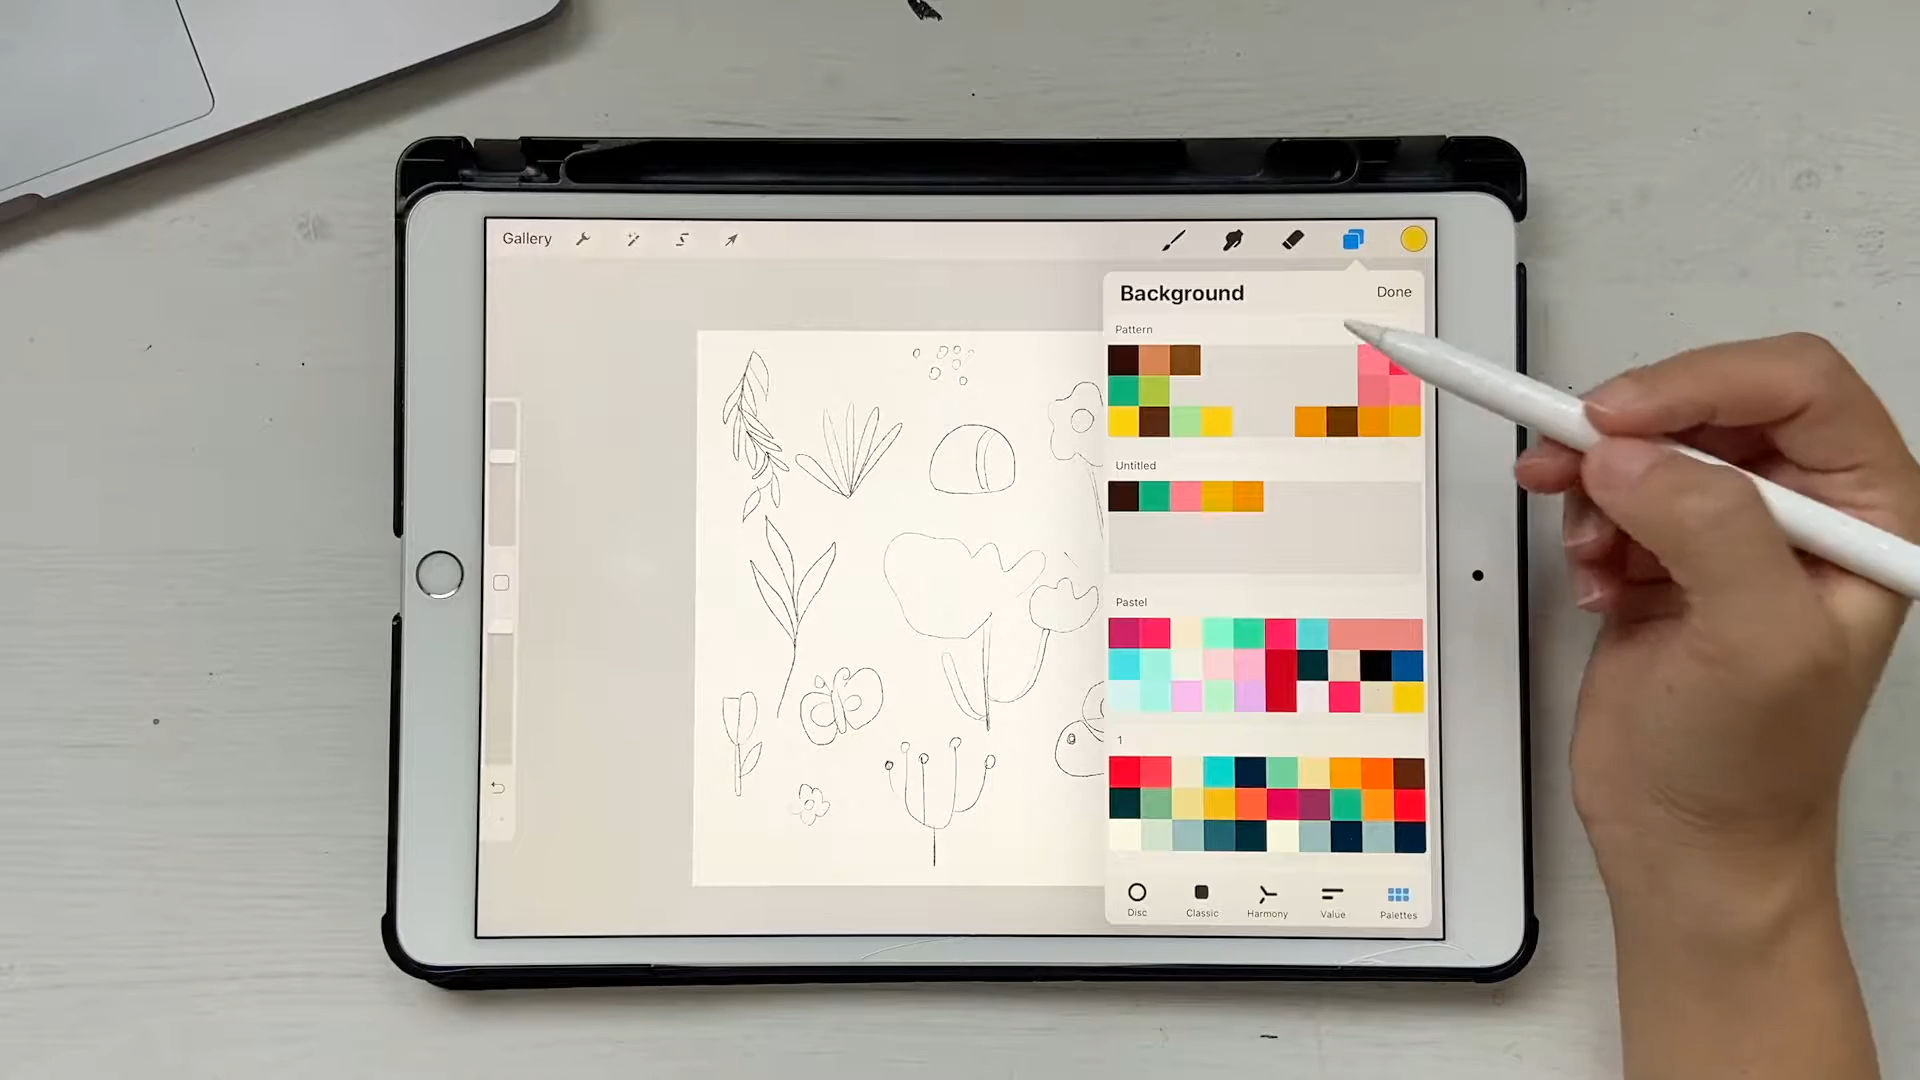 Gallery
Background
Done
Pattern
Untitled
Pastel
1
Disc
Classic
Harmony
Value
Palettes